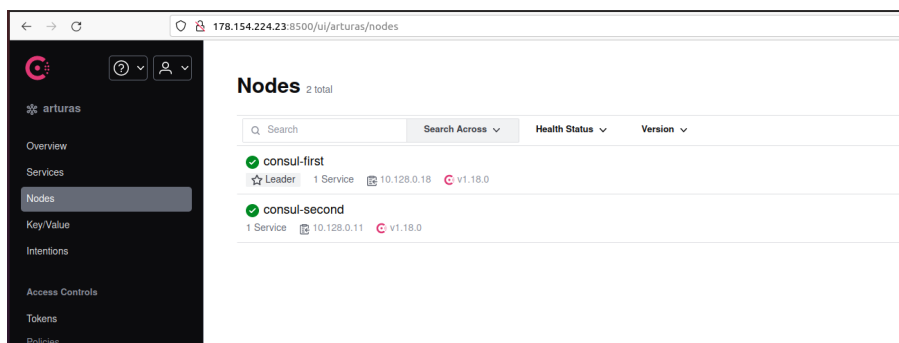 178.154.224.23:8500/ui/arturas/nodes
arturas
Overview
Services
Nodes
Key/Value
Intentions
Access Controls
Tokens
Policies
Nodes 2 total
Search Search Across Health Status Version
consul-first
Leader 1 Service 10.128.0.18 v1.18.0
consul-second
1 Service 10.128.0.11 v1.18.0